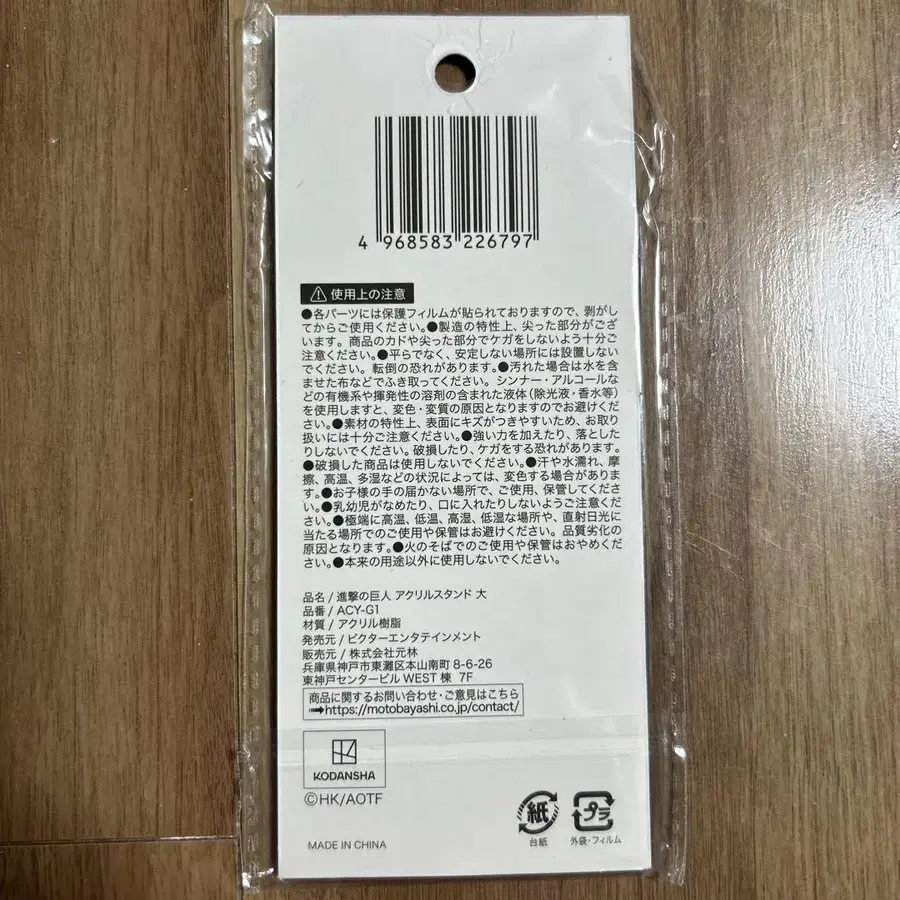 4 968583 226797
使用上の注意
●各パーツには保護フィルムが貼られておりますので、剥がし
てからご使用ください。●製造の特性上、尖った部分がござ
います。商品のカドや尖った部分でケガをしないよう十分ご
注意ください。●平らでなく、安定しない場所には設置しない
でください。転倒の恐れがあります。●汚れた場合は水を含
ませた布などでふき取ってください。シンナー・アルコールな
どの有機系や揮発性の溶剤の含まれた液体(除光液・香水等)
を使用しますと、変色・変質の原因となりますのでお避けくだ
さい。●素材の特性上、表面にキズがつきやすいため、お取り
扱いには十分ご注意ください。●強い力を加えたり、落とした
りしないでください。破損したり、ケガをする恐れがあります。
●破損した商品は使用しないでください。●汗や水濡れ、摩
擦、高温、多湿などの状況によっては、変色する場合がありま
す。●お子様の手の届かない場所で、ご使用、保管してくださ
い。●乳幼児がなめたり、口に入れたりしないようご注意くだ
さい。●極端に高温、低温、高湿、低湿な場所や、直射日光に
当たる場所でのご使用や保管はお避けください。品質劣化の
原因となります。●火のそばでのご使用や保管はおやめくだ
さい。●本来の用途以外に使用しないでください。
品名/進撃の巨人 アクリルスタンド 大
品番/ACY-G1
材質/アクリル樹脂
発売元/ビクターエンタテインメント
販売元/株式会社元林
兵庫県神戸市東灘区本山南町 8-6-26
東神戸センタービル WEST 棟 7F
商品に関するお問い合わせ・ご意見はこちら
➡https://motobayashi.co.jp/contact/
KODANSHA
©HK/AOTF
MADE IN CHINA
紙
台紙
プラ
外袋・フィルム